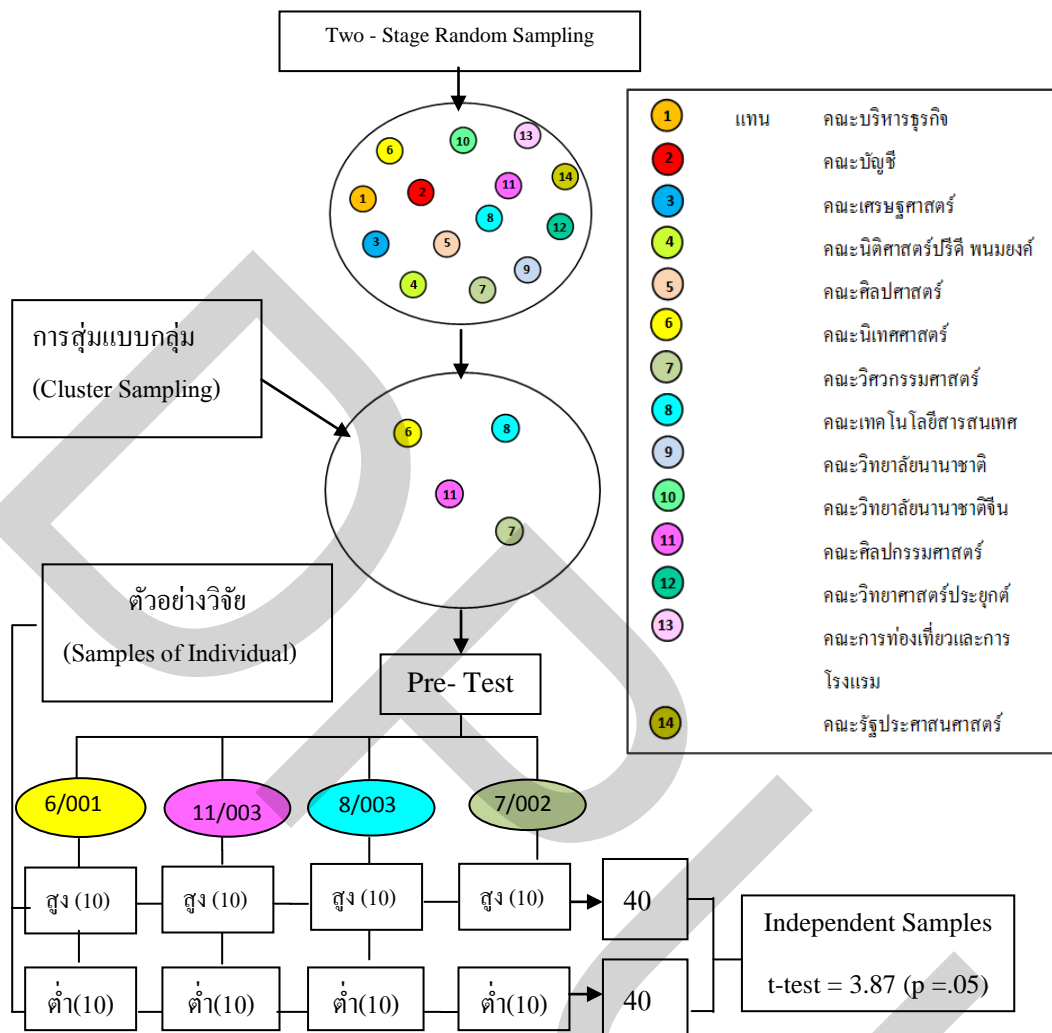 Two - Stage Random Sampling
6
10
13
14
1
2
11
8
12
3
5
9
4
7
1 แทน คณะบริหารธุรกิจ
2 คณะบัญชี
3 คณะเศรษฐศาสตร์
4 คณะนิติศาสตร์ปรีดี พนมยงค์
5 คณะศิลปศาสตร์
6 คณะนิเทศศาสตร์
7 คณะวิศวกรรมศาสตร์
8 คณะเทคโนโลยีสารสนเทศ
9 คณะวิทยาลัยนานาชาติ
10 คณะวิทยาลัยนานาชาติจีน
11 คณะศิลปกรรมศาสตร์
12 คณะวิทยาศาสตร์ประยุกต์
13 คณะการท่องเที่ยวและการ
โรงแรม
14 คณะรัฐประศาสนศาสตร์
การสุ่มแบบกลุ่ม
(Cluster Sampling)
6
8
11
7
ตัวอย่างวิจัย
(Samples of Individual)
Pre- Test
6/001 11/003 8/003 7/002
สูง (10) สูง (10) สูง (10) สูง (10) 40
ต่ำ(10) ต่ำ(10) ต่ำ(10) ต่ำ(10) 40
Independent Samples
t-test = 3.87 (p =.05)